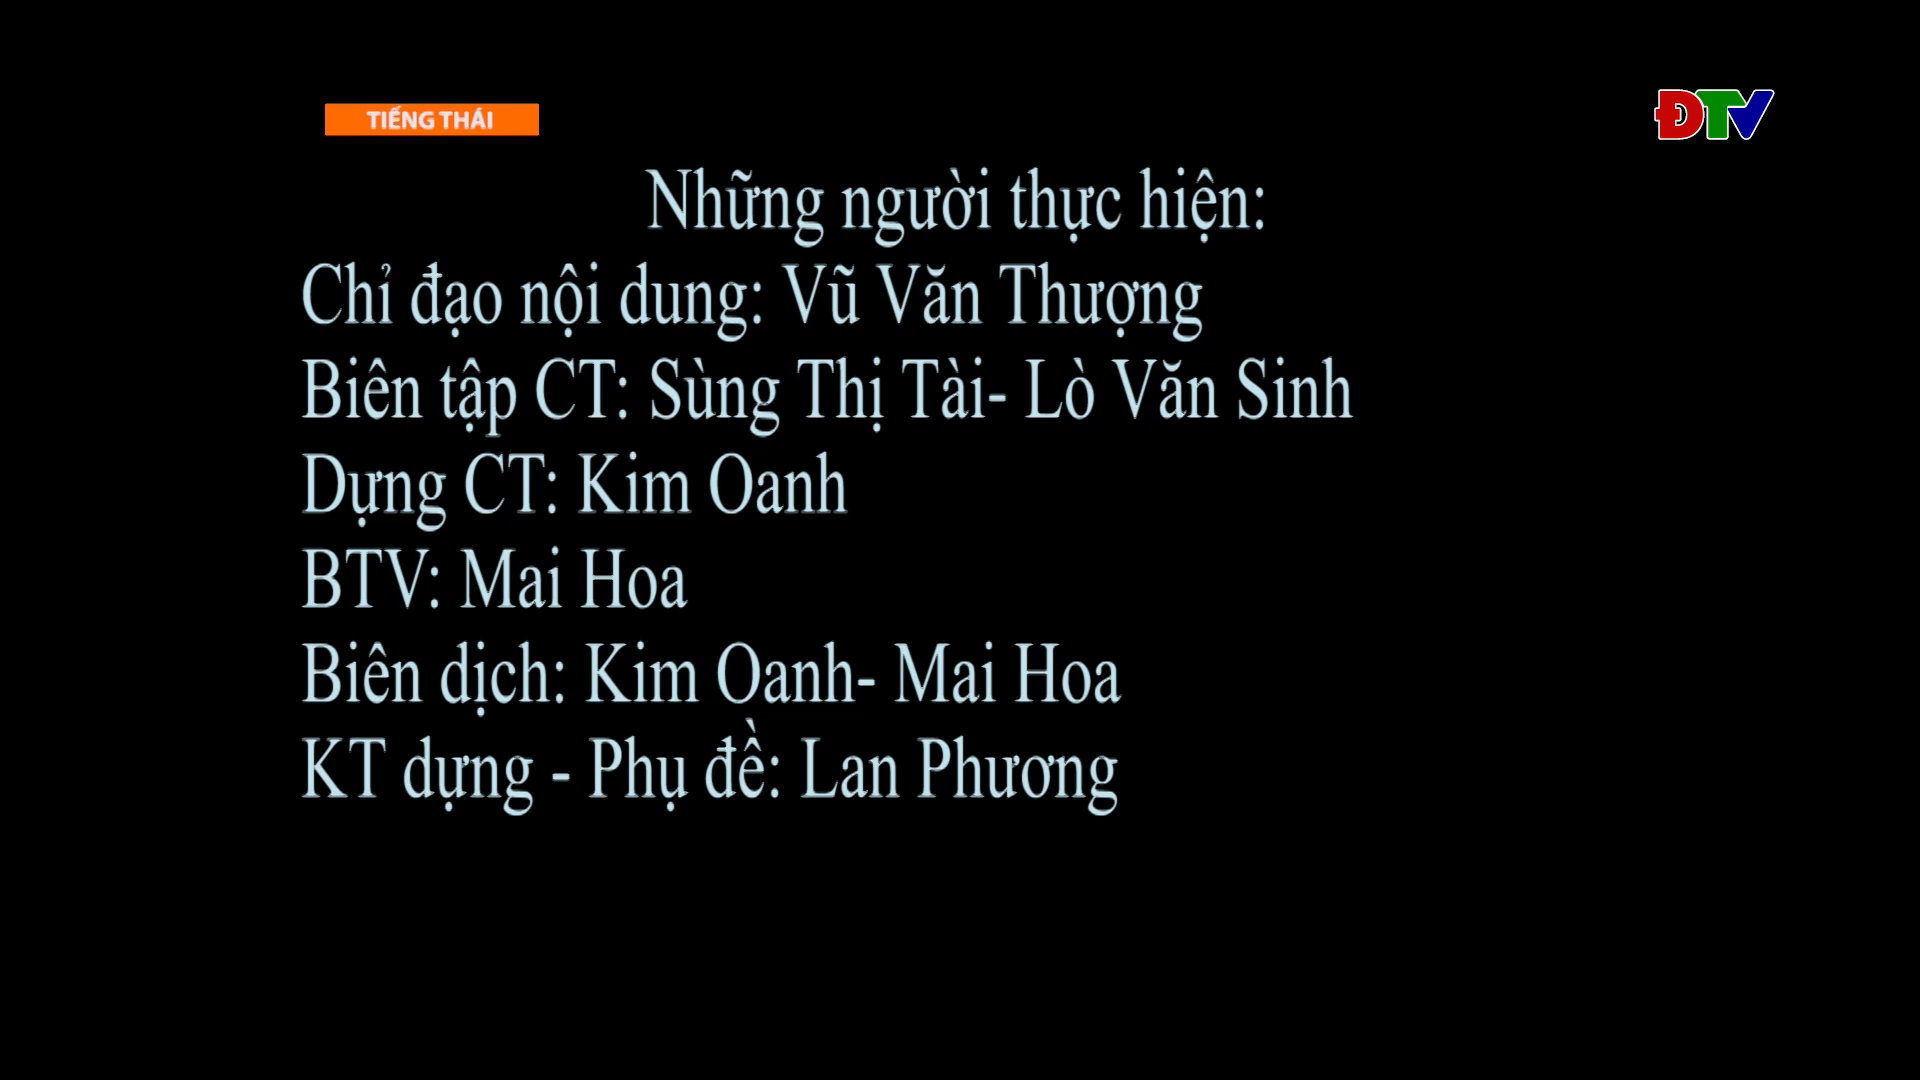 TIẾNG THÁI
ĐTV
Những người thực hiện:
Chỉ đạo nội dung: Vũ Văn Thượng
Biên tập CT: Sùng Thị Tài- Lò Văn Sinh
Dựng CT: Kim Oanh
BTV: Mai Hoa
Biên dịch: Kim Oanh- Mai Hoa
KT dựng - Phụ đề: Lan Phương